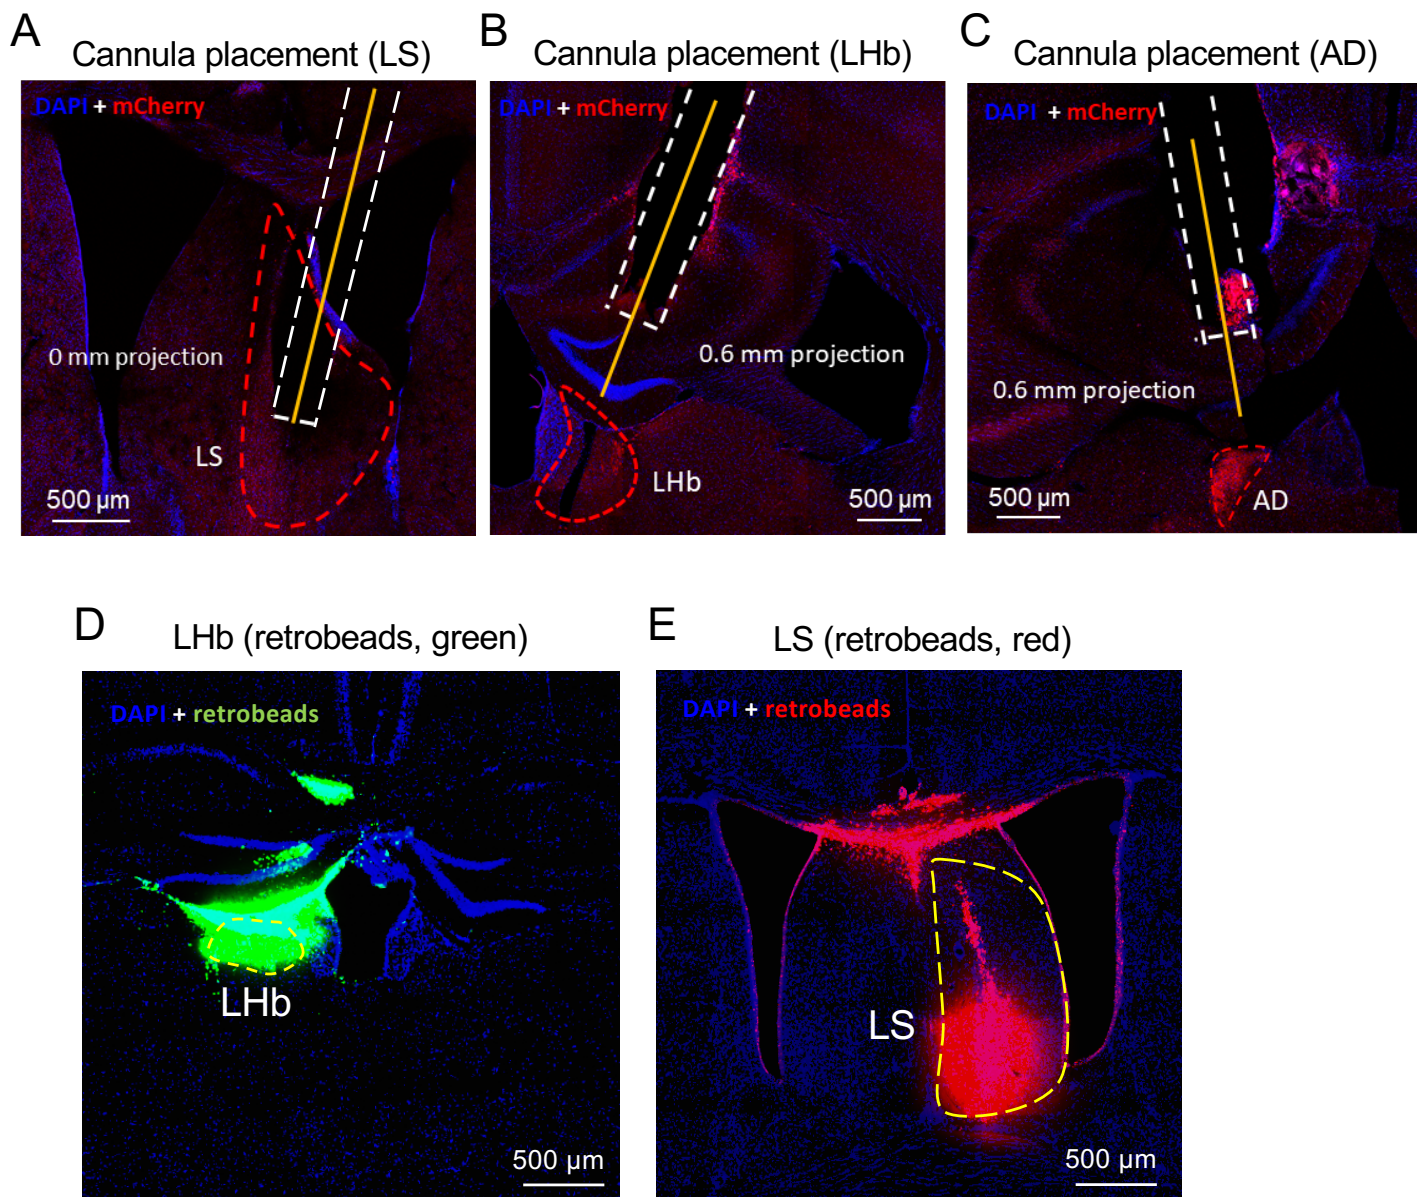 A
Cannula placement (LS)
DAPI + mCherry
0 mm projection
LS
500 µm
B
Cannula placement (LHb)
DAPI + mCherry
0.6 mm projection
LHb
500 µm
C
Cannula placement (AD)
DAPI + mCherry
0.6 mm projection
AD
500 µm
D
LHb (retrobeads, green)
DAPI + retrobeads
LHb
500 µm
E
LS (retrobeads, red)
DAPI + retrobeads
LS
500 µm